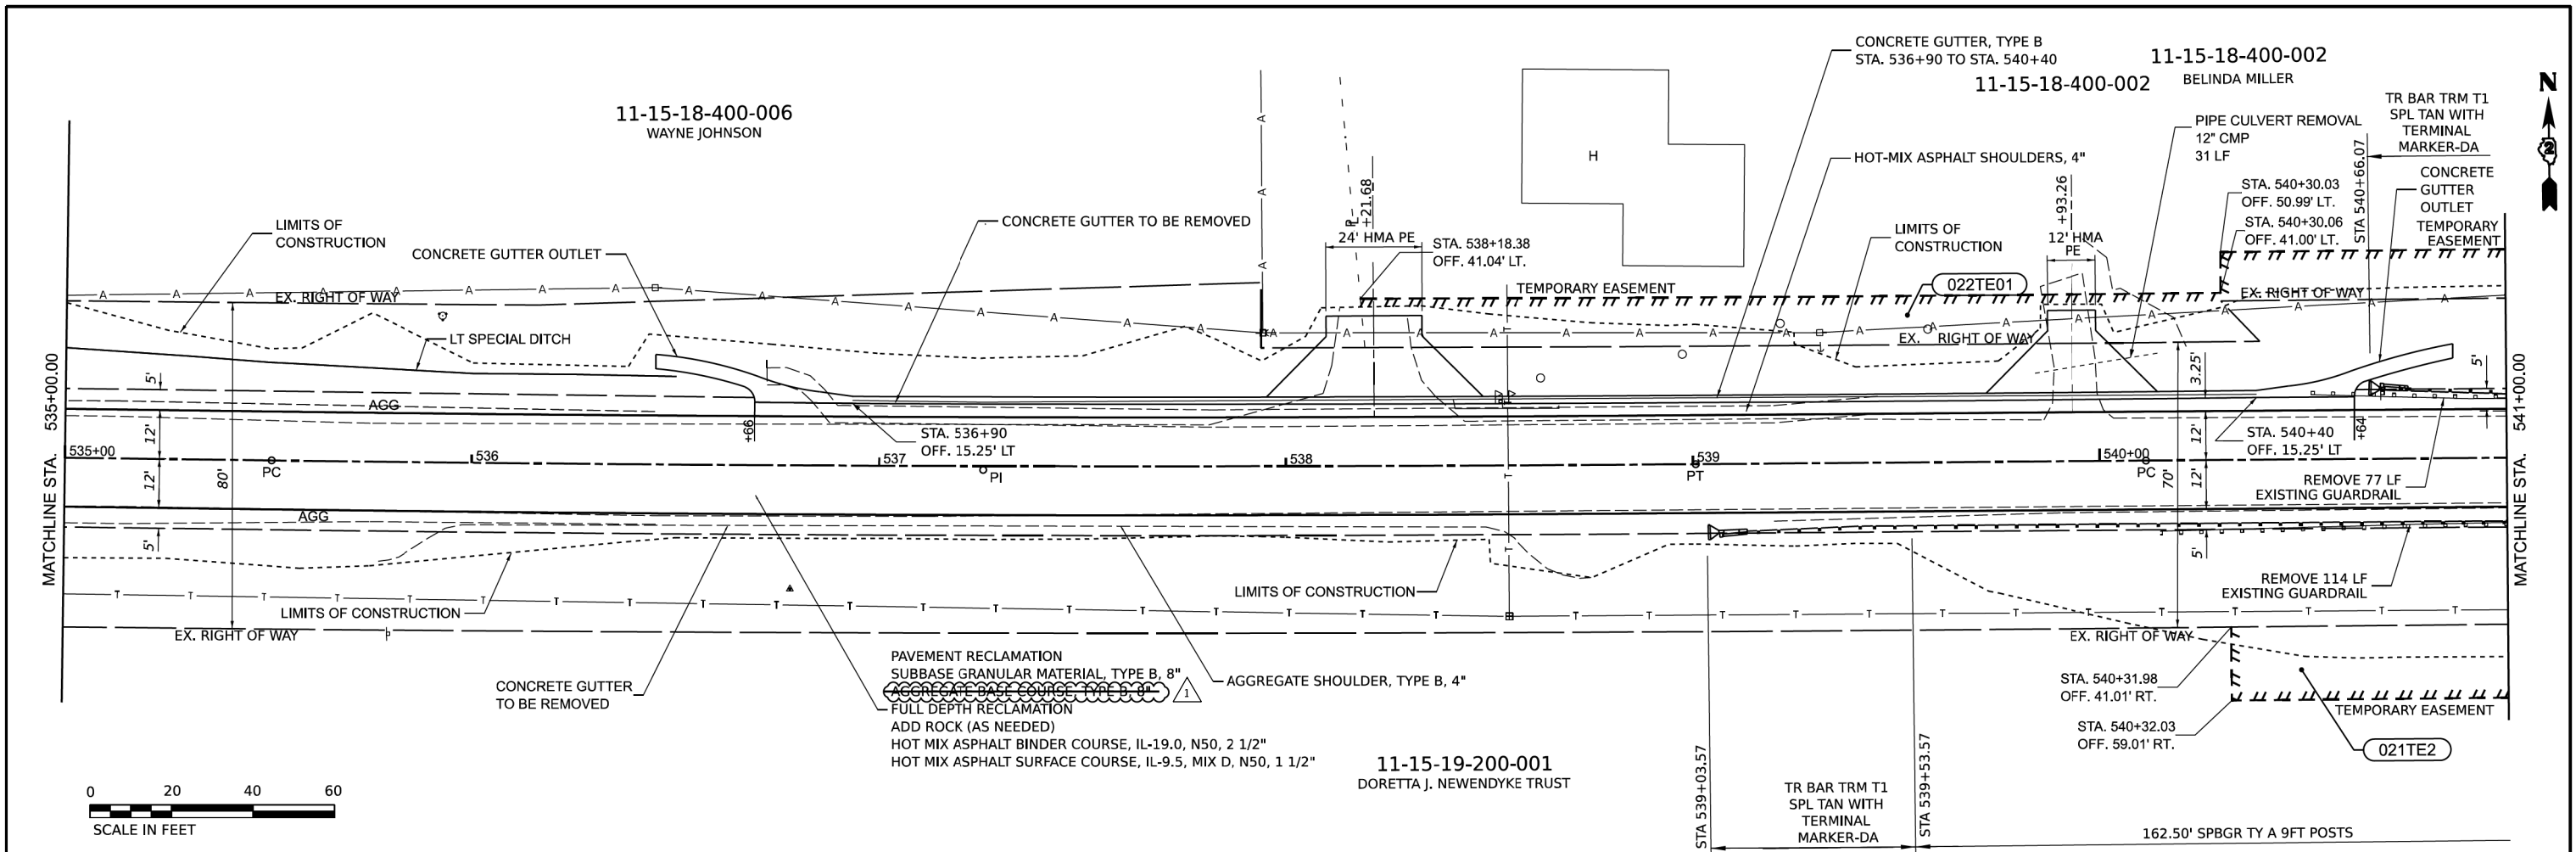 11-15-18-400-006
WAYNE JOHNSON
CONCRETE GUTTER, TYPE B
STA. 536+90 TO STA. 540+40
11-15-18-400-002
BELINDA MILLER
11-15-18-400-002
N
2
TR BAR TRM T1
SPL TAN WITH
TERMINAL
MARKER-DA
PIPE CULVERT REMOVAL
12" CMP
31 LF
HOT-MIX ASPHALT SHOULDERS, 4"
H
STA 540+66.07
CONCRETE
GUTTER
OUTLET
STA. 540+30.03
OFF. 50.99' LT.
STA. 540+30.06
OFF. 41.00' LT.
TEMPORARY
EASEMENT
LIMITS OF
CONSTRUCTION
CONCRETE GUTTER OUTLET
CONCRETE GUTTER TO BE REMOVED
+21.68
24' HMA PE
STA. 538+18.38
OFF. 41.04' LT.
LIMITS OF
CONSTRUCTION
+93.26
12' HMA
PE
EX. RIGHT OF WAY
TEMPORARY EASEMENT
022TE01
EX. RIGHT OF WAY
LT SPECIAL DITCH
EX. RIGHT OF WAY
MATCHLINE STA. 535+00.00
5'
AGG
12'
12'
80'
5'
+66
STA. 536+90
OFF. 15.25' LT
3.25'
5'
12'
12'
70'
5'
STA. 540+40
OFF. 15.25' LT
+64
MATCHLINE STA. 541+00.00
535+00
PC
536
537
PI
538
539
PT
540+00
PC
REMOVE 77 LF
EXISTING GUARDRAIL
AGG
LIMITS OF CONSTRUCTION
LIMITS OF CONSTRUCTION
REMOVE 114 LF
EXISTING GUARDRAIL
EX. RIGHT OF WAY
EX. RIGHT OF WAY
CONCRETE GUTTER
TO BE REMOVED
PAVEMENT RECLAMATION
SUBBASE GRANULAR MATERIAL, TYPE B, 8"
AGGREGATE BASE COURSE, TYPE B, 8"
1
FULL DEPTH RECLAMATION
ADD ROCK (AS NEEDED)
HOT MIX ASPHALT BINDER COURSE, IL-19.0, N50, 2 1/2"
HOT MIX ASPHALT SURFACE COURSE, IL-9.5, MIX D, N50, 1 1/2"
AGGREGATE SHOULDER, TYPE B, 4"
STA. 540+31.98
OFF. 41.01' RT.
STA. 540+32.03
OFF. 59.01' RT.
TEMPORARY EASEMENT
021TE2
11-15-19-200-001
DORETTA J. NEWENDYKE TRUST
STA 539+03.57
TR BAR TRM T1
SPL TAN WITH
TERMINAL
MARKER-DA
STA 539+53.57
162.50' SPBGR TY A 9FT POSTS
0 20 40 60
SCALE IN FEET